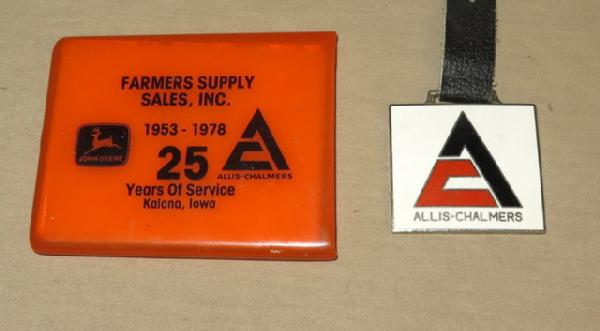 FARMERS SUPPLY
SALES, INC.
1953 - 1978
JOHN DEERE
25
ALLIS-CHALMERS
Years Of Service
Kalona, Iowa
ALLIS-CHALMERS